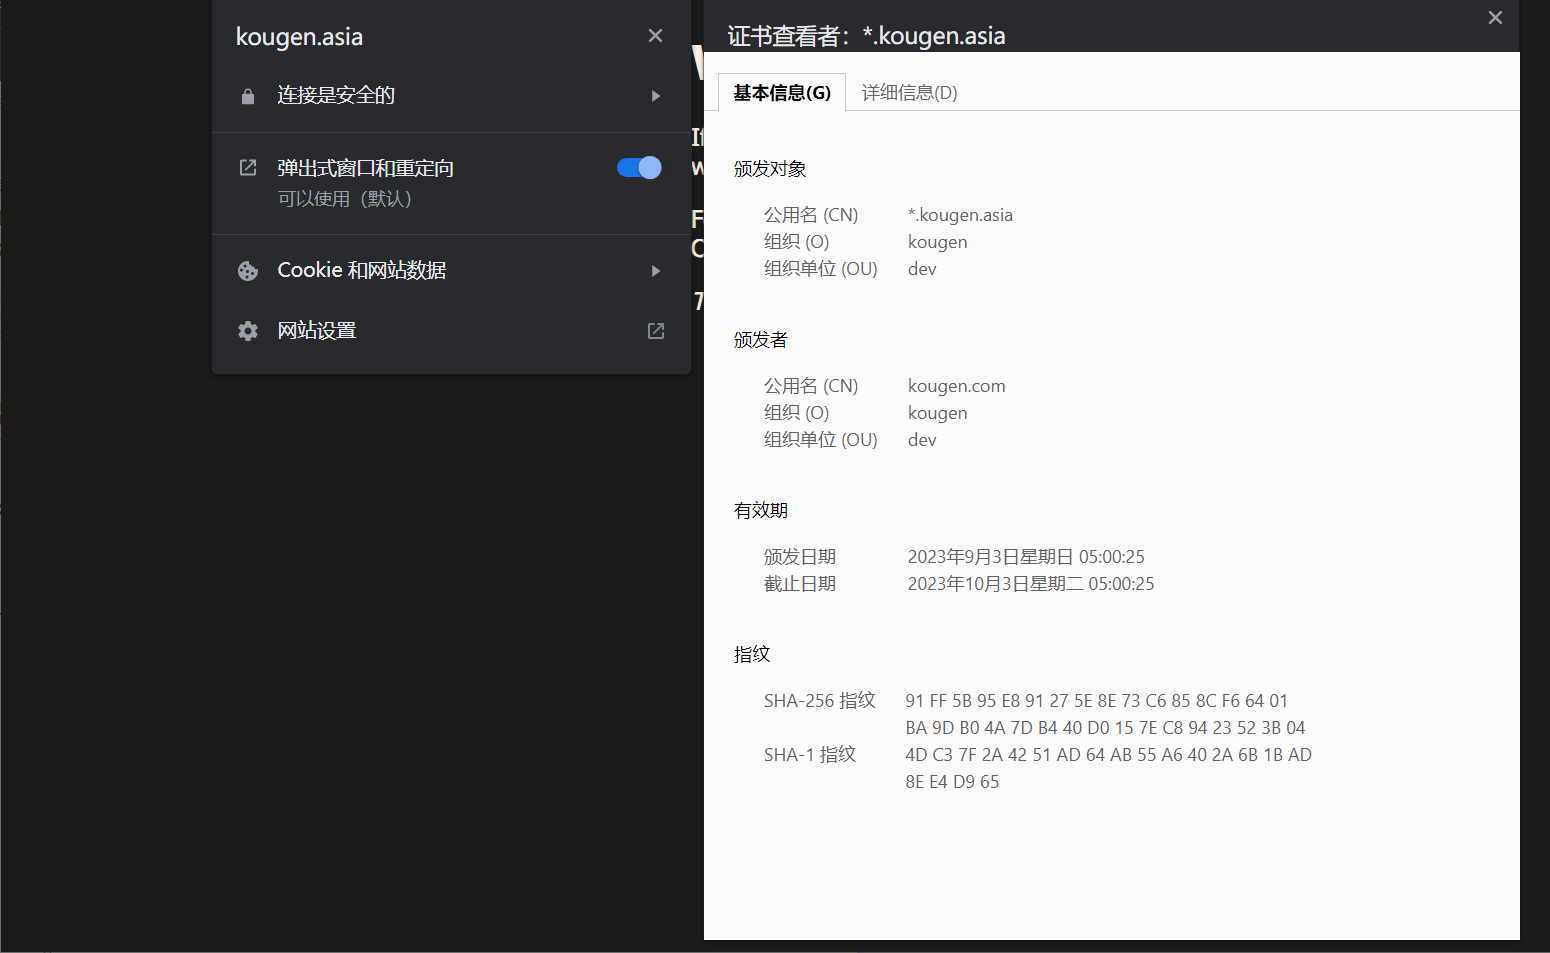 kougen.asia
连接是安全的
弹出式窗口和重定向
可以使用（默认）
Cookie 和网站数据
网站设置
证书查看者：*.kougen.asia
基本信息(G) 详细信息(D)
颁发对象
公用名 (CN) *.kougen.asia
组织 (O) kougen
组织单位 (OU) dev
颁发者
公用名 (CN) kougen.com
组织 (O) kougen
组织单位 (OU) dev
有效期
颁发日期 2023年9月3日星期日 05:00:25
截止日期 2023年10月3日星期二 05:00:25
指纹
SHA-256 指纹 91 FF 5B 95 E8 91 27 5E 8E 73 C6 85 8C F6 64 01
BA 9D B0 4A 7D B4 40 D0 15 7E C8 94 23 52 3B 04
SHA-1 指纹 4D C3 7F 2A 42 51 AD 64 AB 55 A6 40 2A 6B 1B AD
8E E4 D9 65